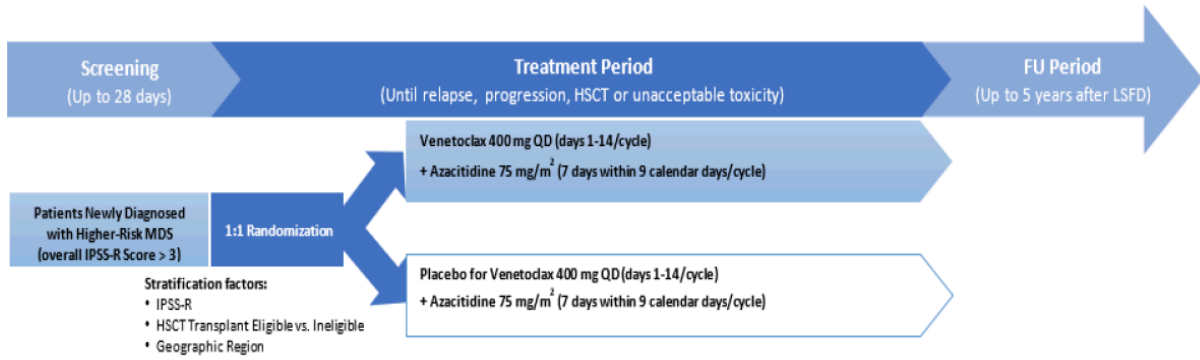 Screening
(Up to 28 days)
Treatment Period
(Until relapse, progression, HSCT or unacceptable toxicity)
FU Period
(Up to 5 years after LSFD)
Patients Newly Diagnosed
with Higher-Risk MDS
(overall IPSS-R Score > 3)
1:1 Randomization
Stratification factors:
• IPSS-R
• HSCT Transplant Eligible vs. Ineligible
• Geographic Region
Venetoclax 400 mg QD (days 1-14/cycle)
+ Azacitidine 75 mg/m² (7 days within 9 calendar days/cycle)
Placebo for Venetoclax 400 mg QD (days 1-14/cycle)
+ Azacitidine 75 mg/m² (7 days within 9 calendar days/cycle)